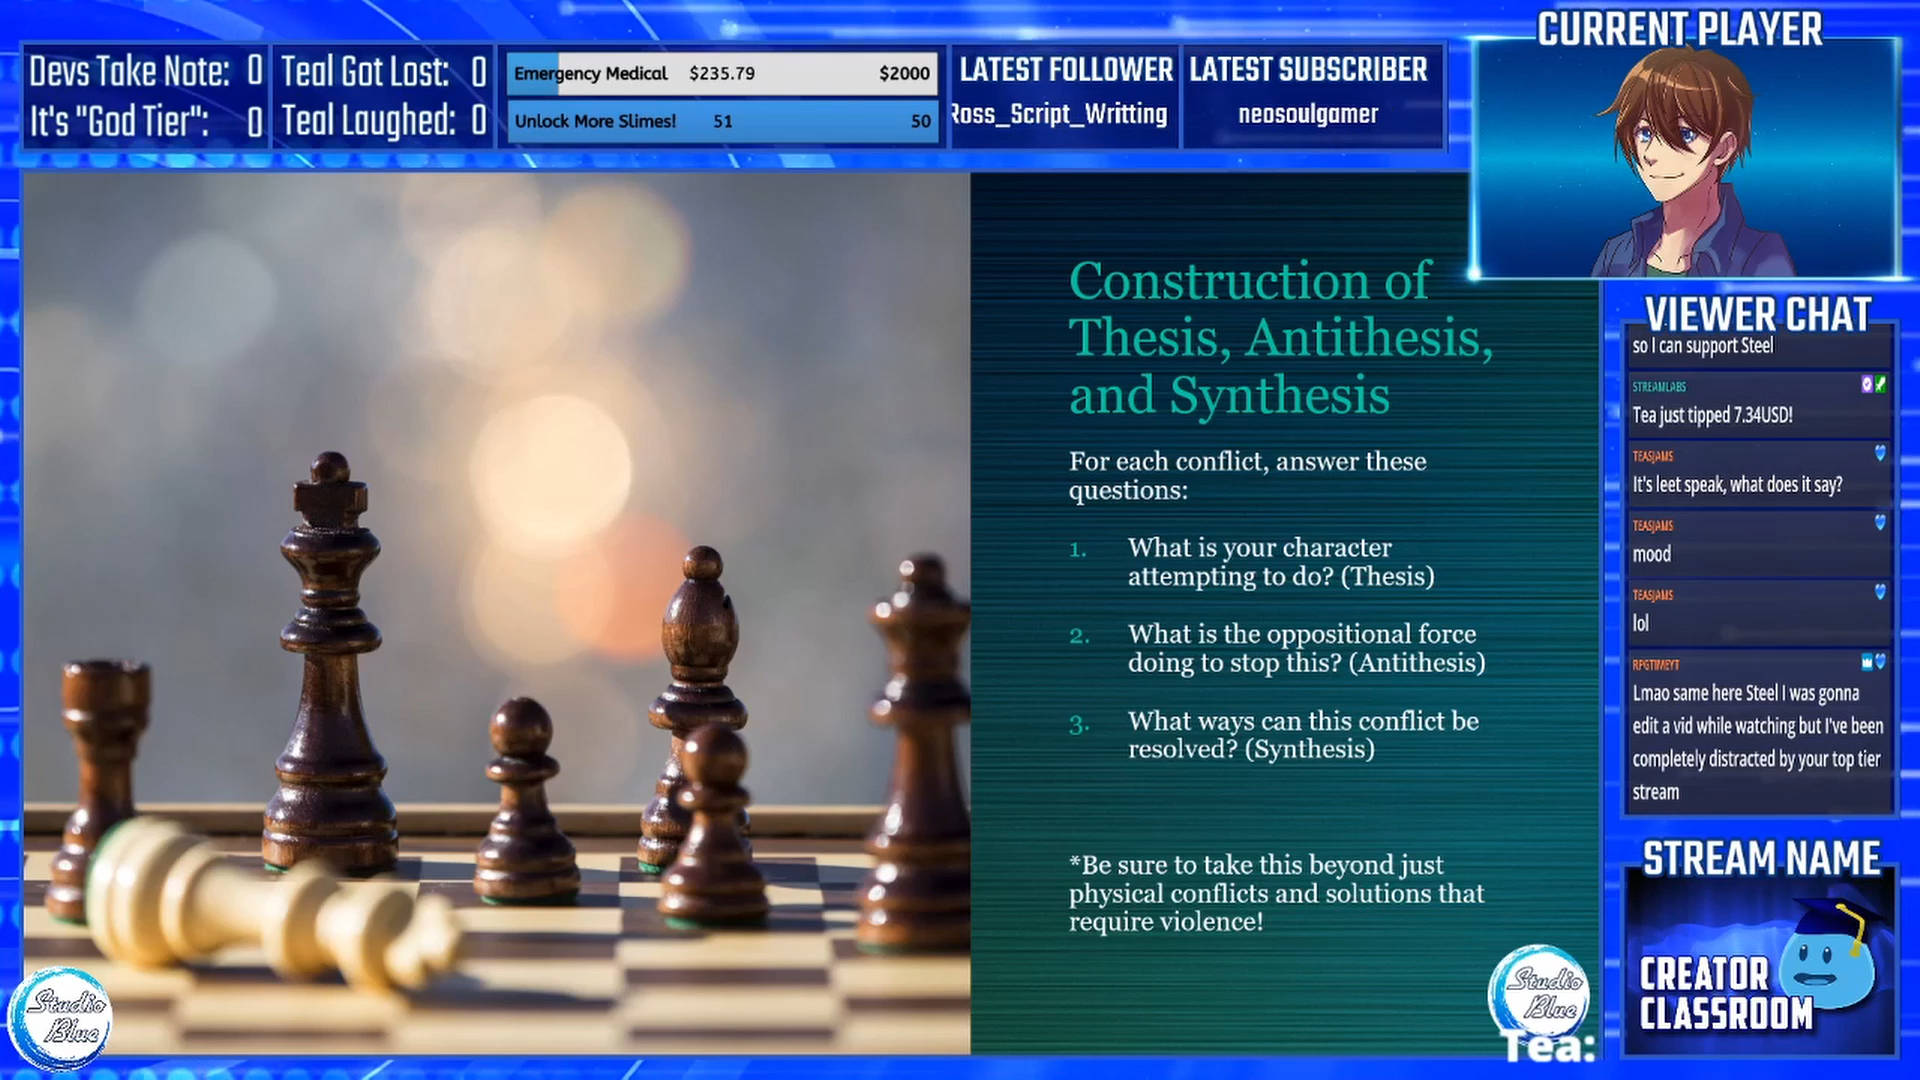 CURRENT PLAYER
Devs Take Note: 0
It's "God Tier": 0
Teal Got Lost: 0
Teal Laughed: 0
Emergency Medical $235.79 $2000
Unlock More Slimes! 51 50
LATEST FOLLOWER
Ross_Script_Writting
LATEST SUBSCRIBER
neosoulgamer
Construction of
Thesis, Antithesis,
and Synthesis
For each conflict, answer these
questions:
1. What is your character
attempting to do? (Thesis)
2. What is the oppositional force
doing to stop this? (Antithesis)
3. What ways can this conflict be
resolved? (Synthesis)
*Be sure to take this beyond just
physical conflicts and solutions that
require violence!
Studio
Blue
Studio
Blue
Tea:
VIEWER CHAT
so I can support Steel
STREAMLABS
Tea just tipped 7.34USD!
TEASJAMS
It's leet speak, what does it say?
TEASJAMS
mood
TEASJAMS
lol
RPGTIMEYT
Lmao same here Steel I was gonna
edit a vid while watching but I've been
completely distracted by your top tier
stream
STREAM NAME
CREATOR
CLASSROOM